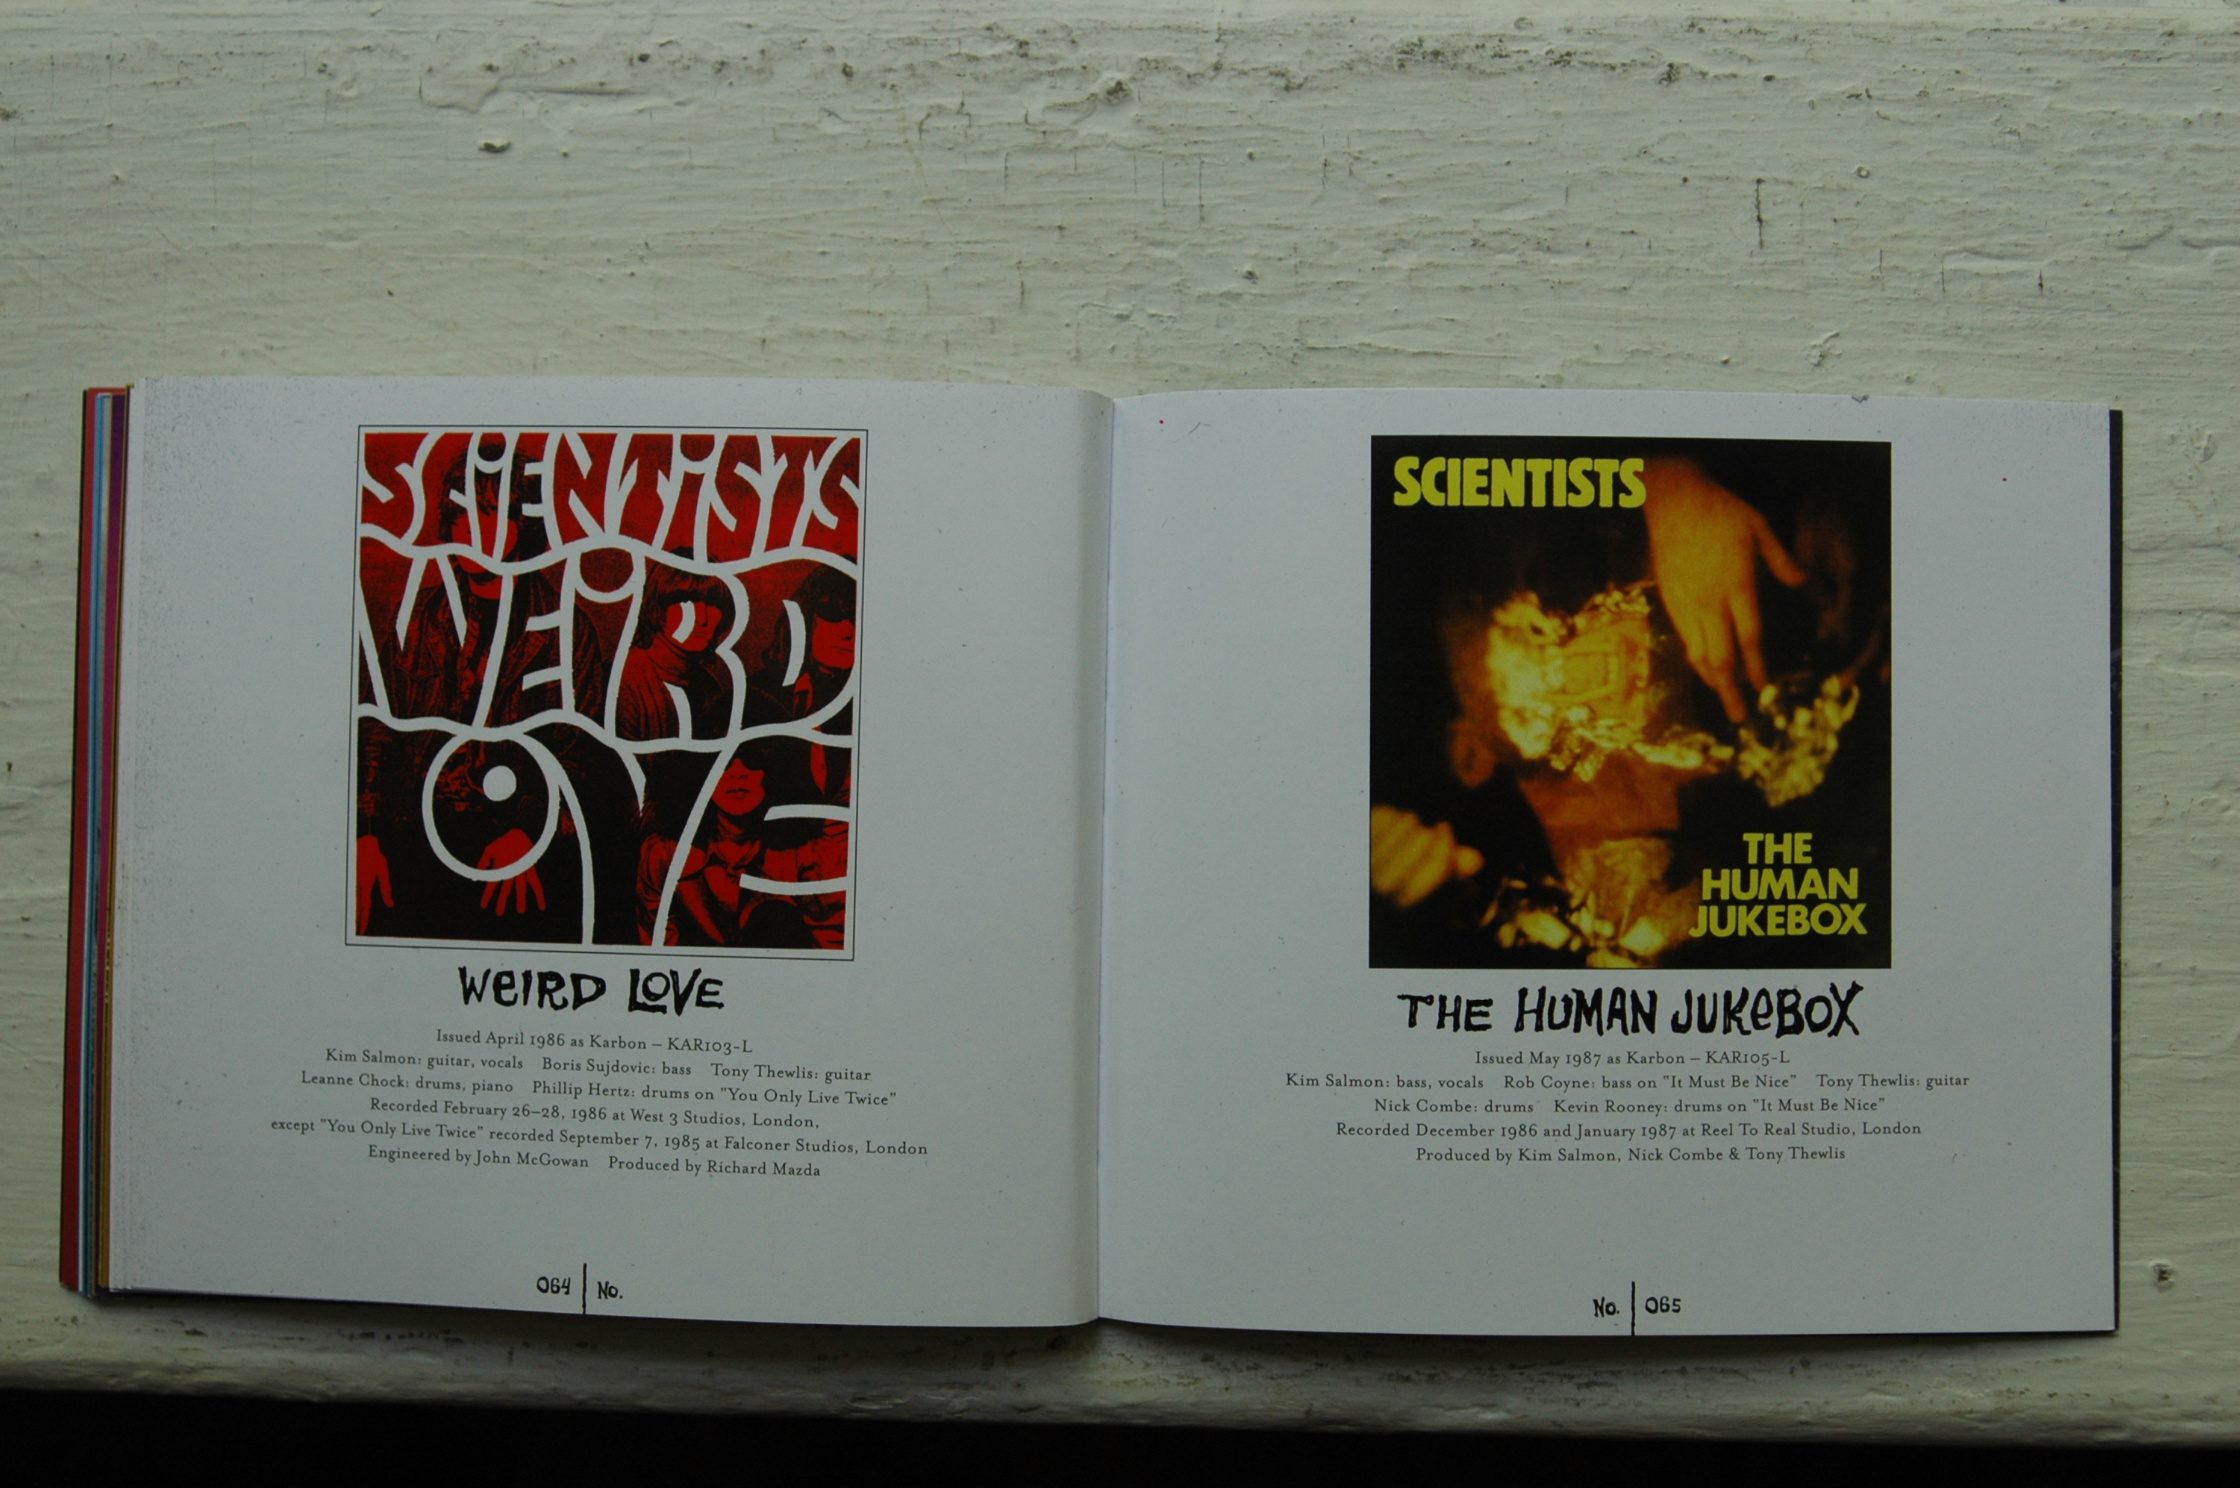 SCiENTiSTS
WEiRD
LOVE
WEIRD LOVE
Issued April 1986 as Karbon – KAR103-L
Kim Salmon: guitar, vocals Boris Sujdovic: bass Tony Thewlis: guitar
Leanne Chock: drums, piano Phillip Hertz: drums on "You Only Live Twice"
Recorded February 26–28, 1986 at West 3 Studios, London,
except "You Only Live Twice" recorded September 7, 1985 at Falconer Studios, London
Engineered by John McGowan Produced by Richard Mazda
064 No.
SCIENTISTS
THE
HUMAN
JUKEBOX
THE HUMAN JUKEBOX
Issued May 1987 as Karbon – KAR105-L
Kim Salmon: bass, vocals Rob Coyne: bass on "It Must Be Nice" Tony Thewlis: guitar
Nick Combe: drums Kevin Rooney: drums on "It Must Be Nice"
Recorded December 1986 and January 1987 at Reel To Real Studio, London
Produced by Kim Salmon, Nick Combe & Tony Thewlis
No. 065